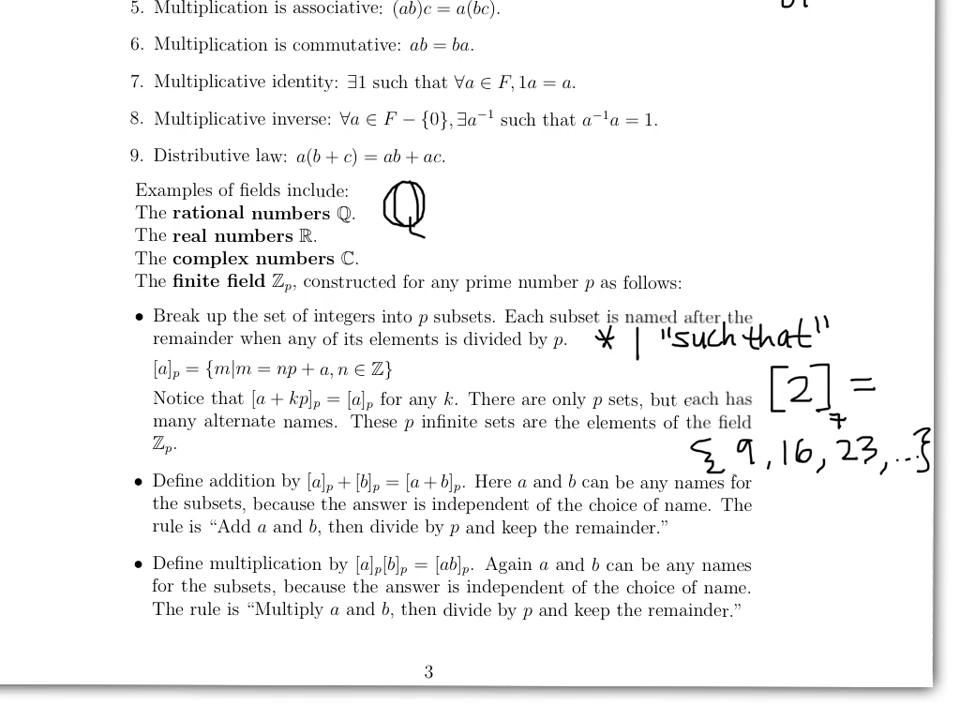 5. Multiplication is associative: (ab)c = a(bc).
6. Multiplication is commutative: ab = ba.
7. Multiplicative identity: ∃1 such that ∀a ∈ F, 1a = a.
8. Multiplicative inverse: ∀a ∈ F − {0}, ∃a⁻¹ such that a⁻¹a = 1.
9. Distributive law: a(b + c) = ab + ac.
Examples of fields include:
The rational numbers ℚ.
ℚ
The real numbers ℝ.
The complex numbers ℂ.
The finite field ℤₚ, constructed for any prime number p as follows:
• Break up the set of integers into p subsets. Each subset is named after the
remainder when any of its elements is divided by p.
* | "such that"
[a]ₚ = {m|m = np + a, n ∈ ℤ}
[2]₇ =
{9, 16, 23, ...}
Notice that [a + kp]ₚ = [a]ₚ for any k. There are only p sets, but each has
many alternate names. These p infinite sets are the elements of the field
ℤₚ.
• Define addition by [a]ₚ + [b]ₚ = [a + b]ₚ. Here a and b can be any names for
the subsets, because the answer is independent of the choice of name. The
rule is “Add a and b, then divide by p and keep the remainder.”
• Define multiplication by [a]ₚ[b]ₚ = [ab]ₚ. Again a and b can be any names
for the subsets, because the answer is independent of the choice of name.
The rule is “Multiply a and b, then divide by p and keep the remainder.”
3